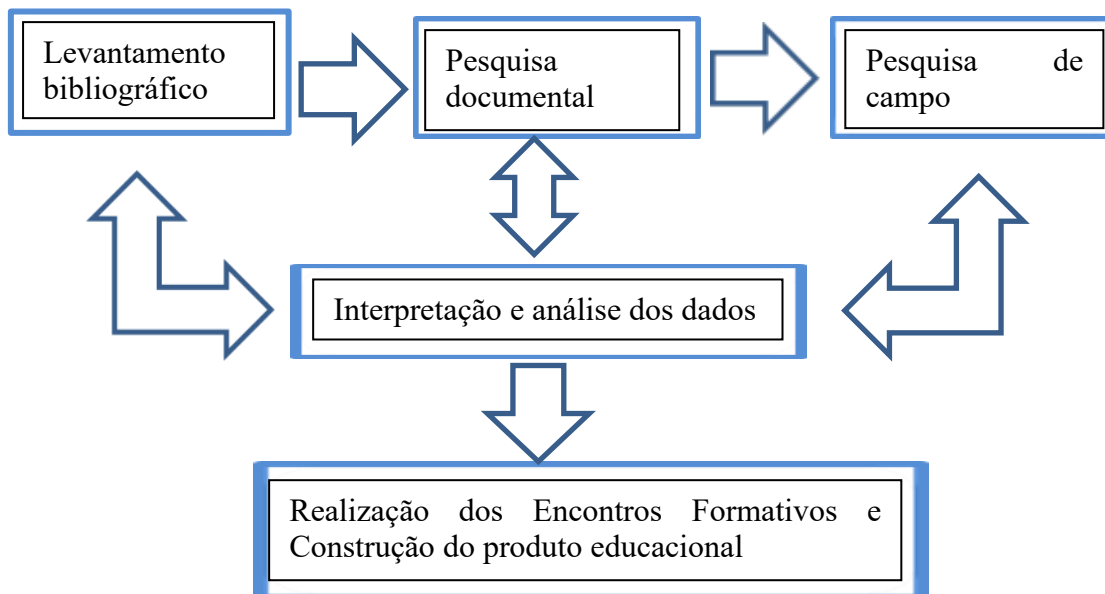 Levantamento
bibliográfico
Pesquisa
documental
Pesquisa de
campo
Interpretação e análise dos dados
Realização dos Encontros Formativos e
Construção do produto educacional